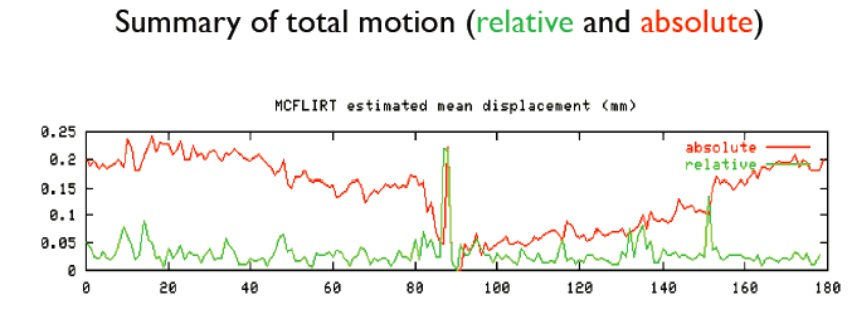 Summary of total motion (relative and absolute)
MCFLIRT estimated mean displacement (mm)
0.25
0.2
0.15
0.1
0.05
0
absolute
relative
0 20 40 60 80 100 120 140 160 180